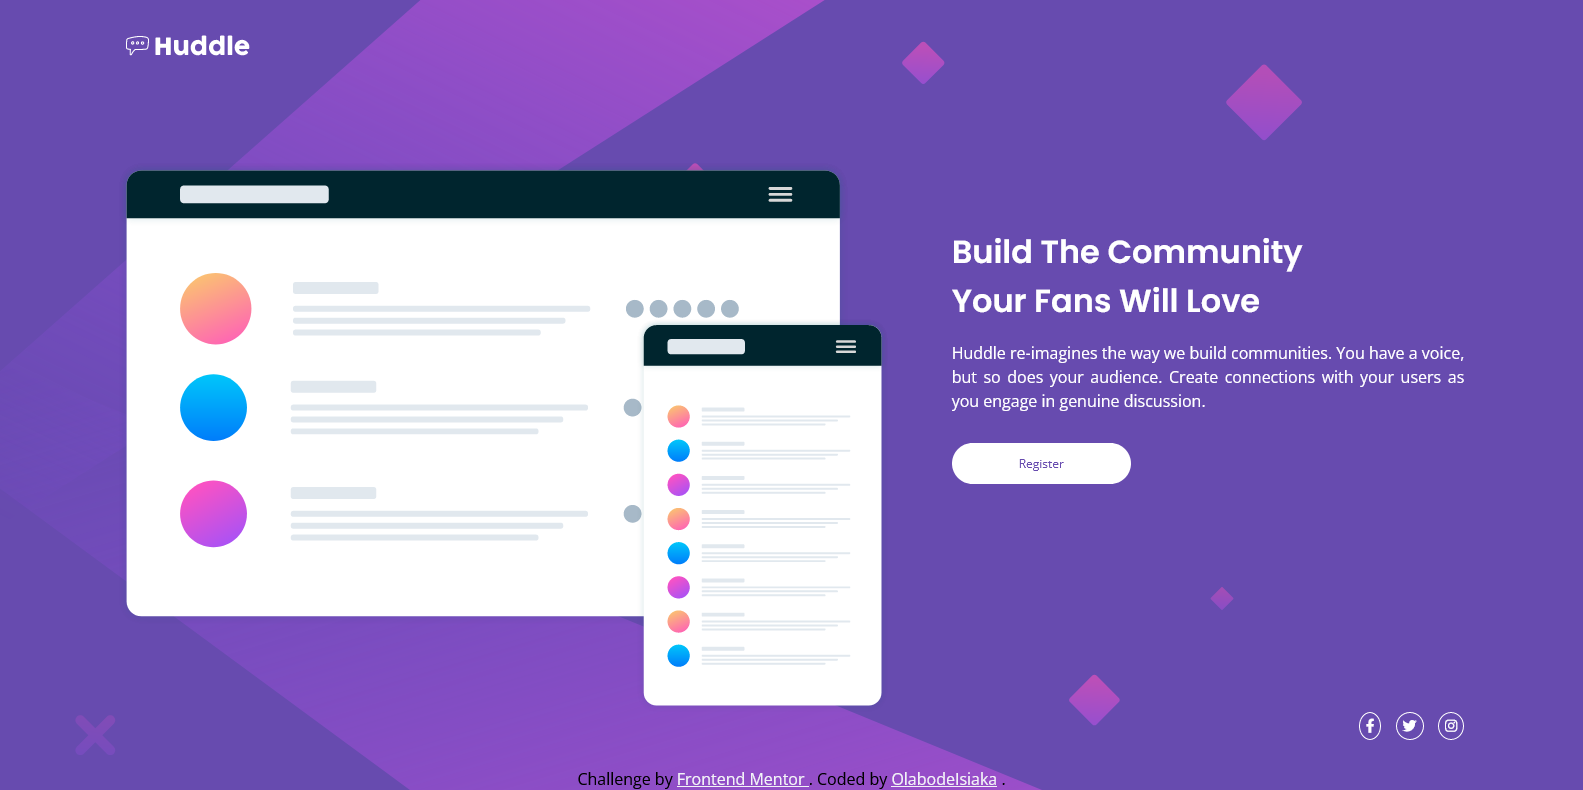 Huddle
Build The Community
Your Fans Will Love
Huddle re-imagines the way we build communities. You have a voice,
but so does your audience. Create connections with your users as
you engage in genuine discussion.
Register
Challenge by Frontend Mentor . Coded by OlabodeIsiaka .